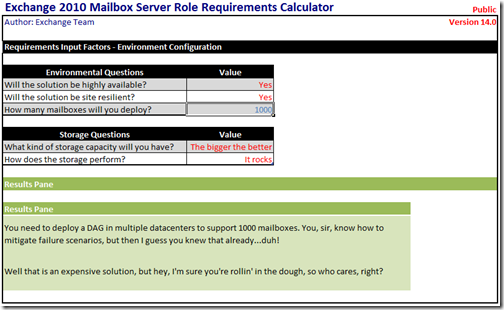 Exchange 2010 Mailbox Server Role Requirements Calculator
Public
Author: Exchange Team
Version 14.0
Requirements Input Factors - Environment Configuration
Environmental Questions Value
Will the solution be highly available? Yes
Will the solution be site resilient? Yes
How many mailboxes will you deploy? 1000
Storage Questions Value
What kind of storage capacity will you have? The bigger the better
How does the storage perform? It rocks
Results Pane
Results Pane
You need to deploy a DAG in multiple datacenters to support 1000 mailboxes. You, sir, know how to
mitigate failure scenarios, but then I guess you knew that already...duh!
Well that is an expensive solution, but hey, I'm sure you're rollin' in the dough, so who cares, right?